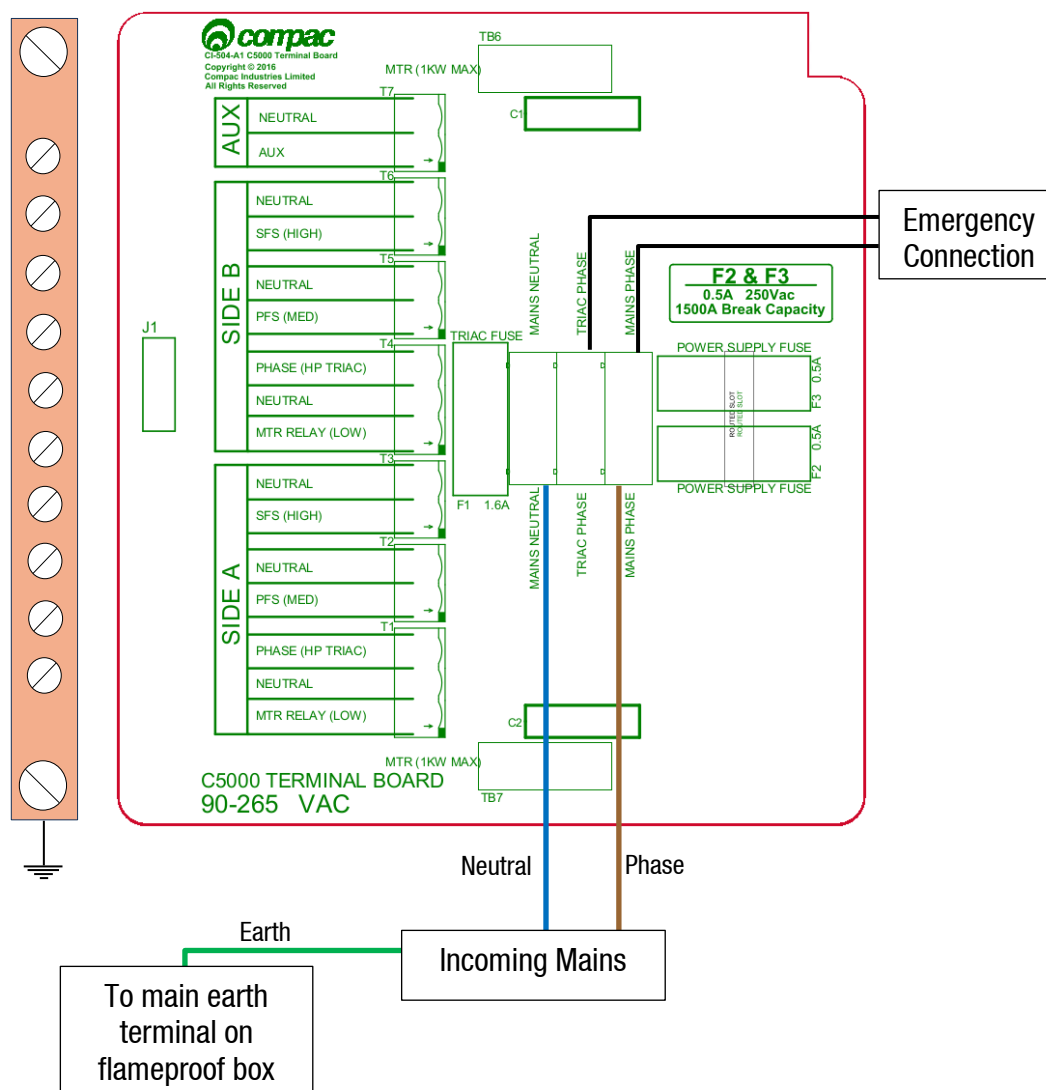 compac
CI-504-A1 C5000 Terminal Board
Copyright © 2016
Compac Industries Limited
All Rights Reserved
TB6
MTR (1KW MAX)
C1
T7
AUX
NEUTRAL
AUX
T6
SIDE B
NEUTRAL
SFS (HIGH)
T5
NEUTRAL
PFS (MED)
T4
PHASE (HP TRIAC)
NEUTRAL
MTR RELAY (LOW)
T3
SIDE A
NEUTRAL
SFS (HIGH)
T2
NEUTRAL
PFS (MED)
T1
PHASE (HP TRIAC)
NEUTRAL
MTR RELAY (LOW)
J1
TRIAC FUSE
F1 1.6A
MAINS NEUTRAL
TRIAC PHASE
MAINS PHASE
MAINS NEUTRAL
TRIAC PHASE
MAINS PHASE
Emergency
Connection
F2 & F3
0.5A 250Vac
1500A Break Capacity
POWER SUPPLY FUSE
F3 0.5A
ROUTED SLOT
ROUTED SLOT
F2 0.5A
POWER SUPPLY FUSE
C2
MTR (1KW MAX)
TB7
C5000 TERMINAL BOARD
90-265 VAC
Neutral
Phase
Earth
Incoming Mains
To main earth
terminal on
flameproof box